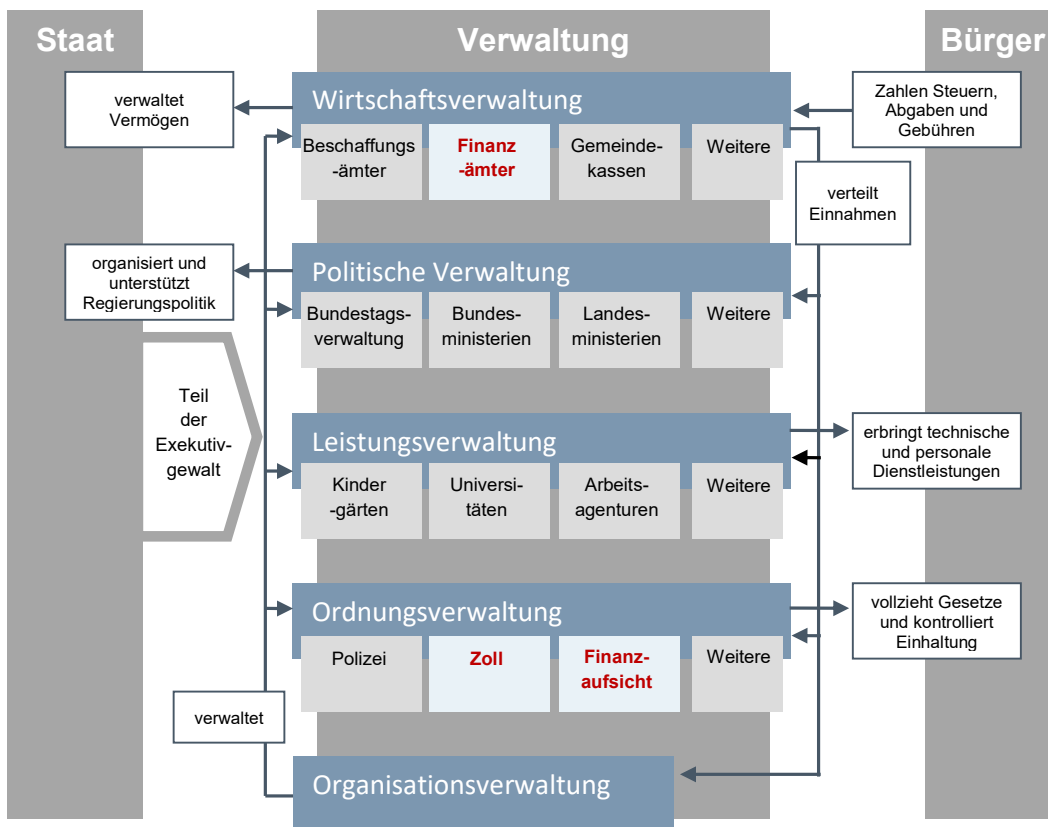 Staat
Verwaltung
Bürger
verwaltet
Vermögen
Wirtschaftsverwaltung
Zahlen Steuern,
Abgaben und
Gebühren
Beschaffungs
-ämter
Finanz
-ämter
Gemeinde-
kassen
Weitere
verteilt
Einnahmen
organisiert und
unterstützt
Regierungspolitik
Politische Verwaltung
Bundestags-
verwaltung
Bundes-
ministerien
Landes-
ministerien
Weitere
Teil
der
Exekutiv-
gewalt
Leistungsverwaltung
erbringt technische
und personale
Dienstleistungen
Kinder
-gärten
Universi-
täten
Arbeits-
agenturen
Weitere
Ordnungsverwaltung
vollzieht Gesetze
und kontrolliert
Einhaltung
Polizei
Zoll
Finanz-
aufsicht
Weitere
verwaltet
Organisationsverwaltung